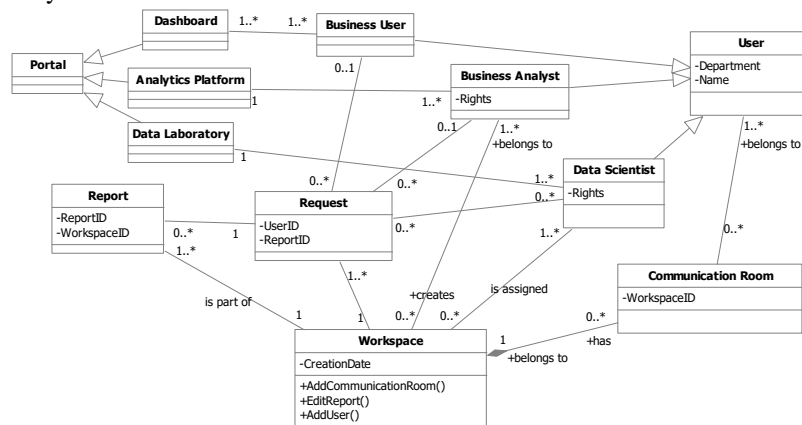 Dashboard
1..*
1..*
Business User
User
-Department
-Name
Portal
Analytics Platform
1
0..1
Business Analyst
-Rights
1..*
0..1
1..*
+belongs to
1..*
+belongs to
Data Laboratory
1
Data Scientist
-Rights
1..*
0..*
Report
-ReportID
-WorkspaceID
0..*
0..*
0..*
Request
-UserID
-ReportID
0..*
1
1..*
1..*
1..*
0..*
Communication Room
-WorkspaceID
is part of
+creates
is assigned
1
1
0..*
0..*
0..*
+has
1
+belongs to
Workspace
-CreationDate
+AddCommunicationRoom()
+EditReport()
+AddUser()